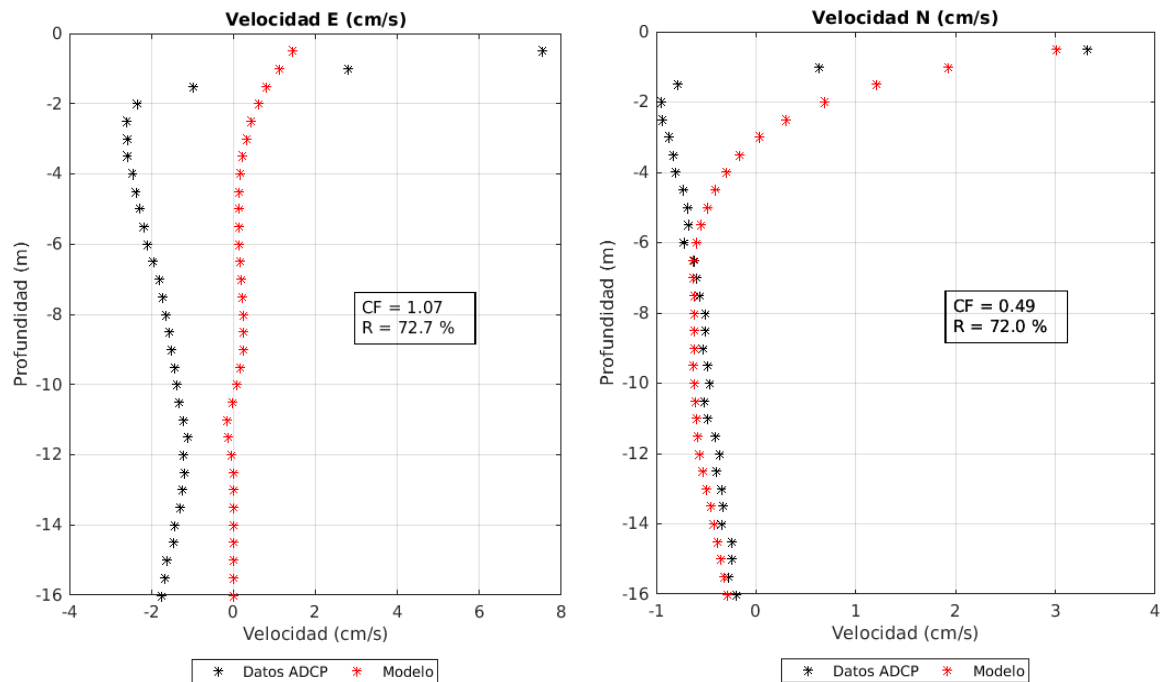 Velocidad E (cm/s)
0
-2
-4
-6
-8
-10
-12
-14
-16
Profundidad (m)
CF = 1.07
R = 72.7 %
-4 -2 0 2 4 6 8
Velocidad (cm/s)
Datos ADCP Modelo
Velocidad N (cm/s)
0
-2
-4
-6
-8
-10
-12
-14
-16
Profundidad (m)
CF = 0.49
R = 72.0 %
-1 0 1 2 3 4
Velocidad (cm/s)
Datos ADCP Modelo